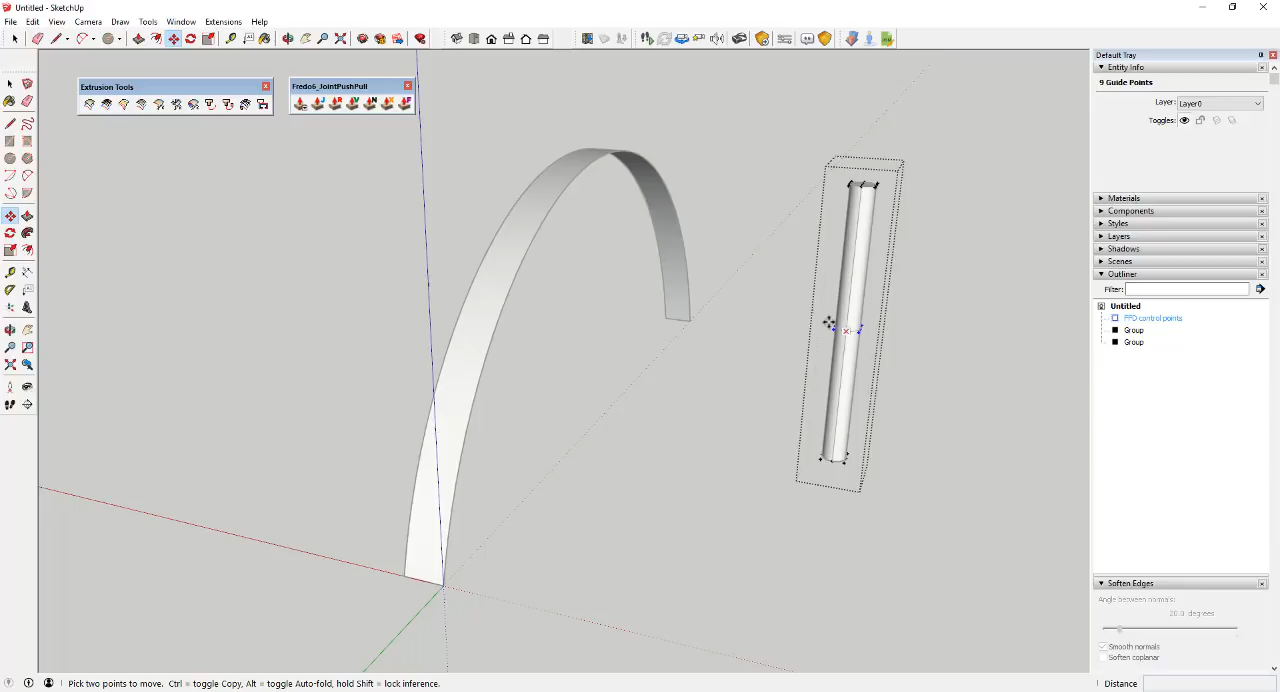 Untitled - SketchUp
File Edit View Camera Draw Tools Window Extensions Help
Extrusion Tools
Fredo6_JointPushPull
J R V N X F
Default Tray
Entity Info
9 Guide Points
Layer: Layer0
Toggles:
Materials
Components
Styles
Layers
Shadows
Scenes
Outliner
Filter:
Untitled
FFD control points
Group
Group
Soften Edges
Angle between normals:
20.0 degrees
Smooth normals
Soften coplanar
Pick two points to move. Ctrl = toggle Copy, Alt = toggle Auto-fold, hold Shift = lock inference.
Distance